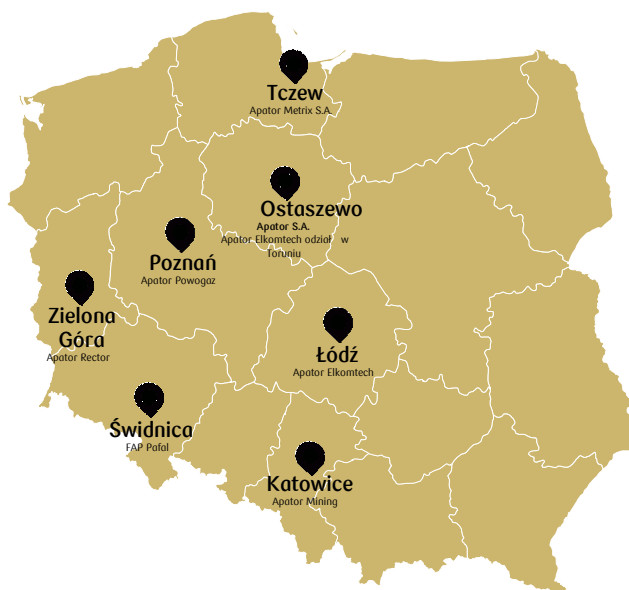 Tczew
Apator Metrix S.A.
Ostaszewo
Apator S.A.
Apator Elkomtech odział w
Toruniu
Poznań
Apator Powogaz
Zielona
Góra
Apator Rector
Łódź
Apator Elkomtech
Świdnica
FAP Pafal
Katowice
Apator Mining